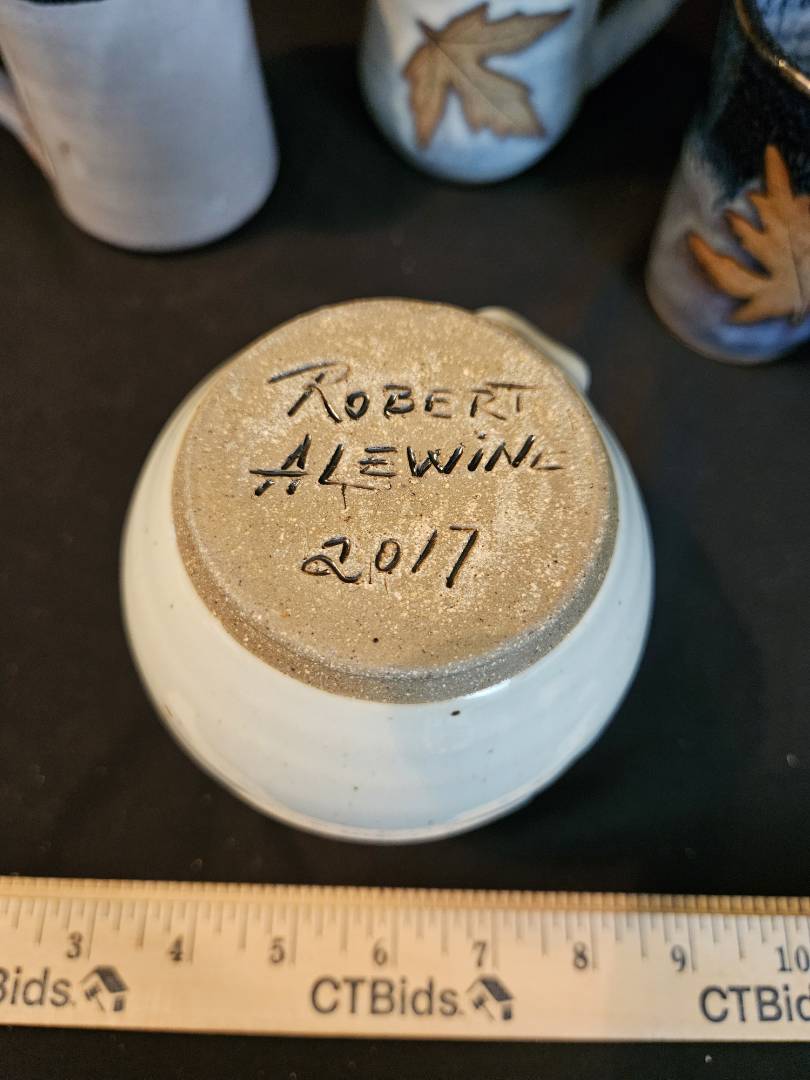 ROBERT
ALEWINE
2017
3 4 5 6 7 8 9 10
Bids. CTBids. CTBid